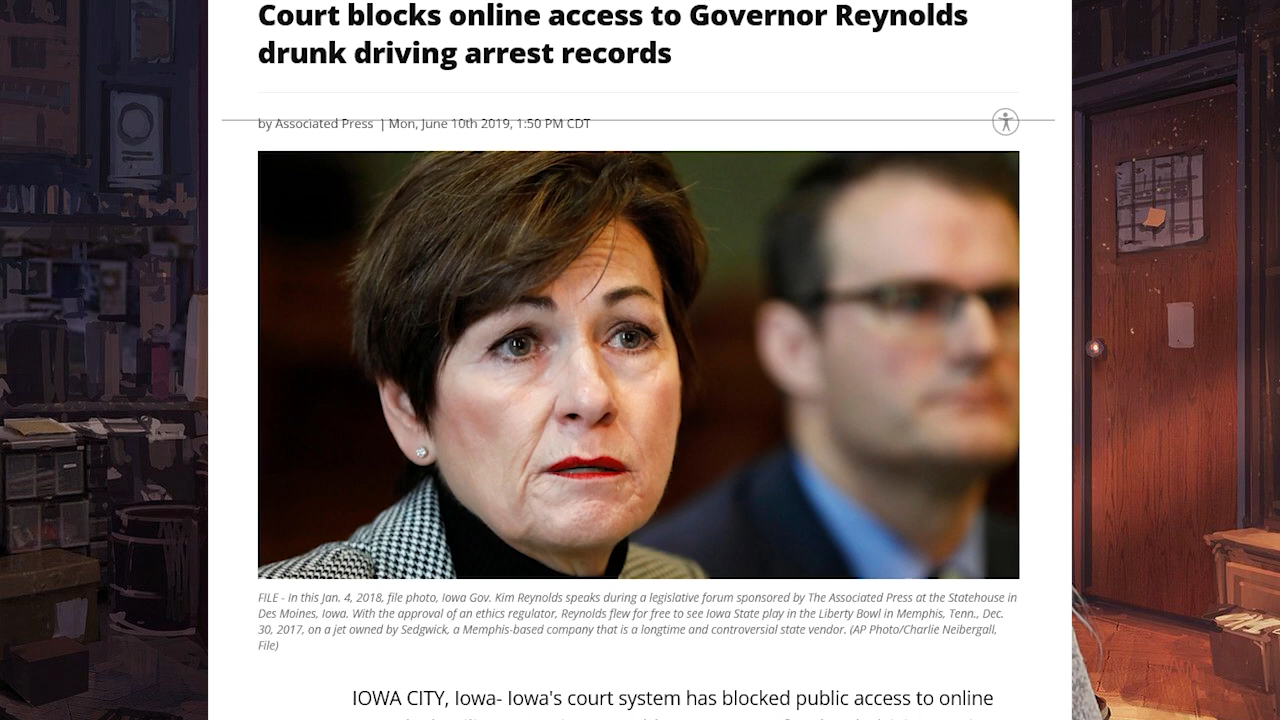 Court blocks online access to Governor Reynolds
drunk driving arrest records
by Associated Press | Mon, June 10th 2019, 1:50 PM CDT
FILE - In this Jan. 4, 2018, file photo, Iowa Gov. Kim Reynolds speaks during a legislative forum sponsored by The Associated Press at the Statehouse in
Des Moines, Iowa. With the approval of an ethics regulator, Reynolds flew for free to see Iowa State play in the Liberty Bowl in Memphis, Tenn., Dec.
30, 2017, on a jet owned by Sedgwick, a Memphis-based company that is a longtime and controversial state vendor. (AP Photo/Charlie Neibergall,
File)
IOWA CITY, Iowa- Iowa's court system has blocked public access to online